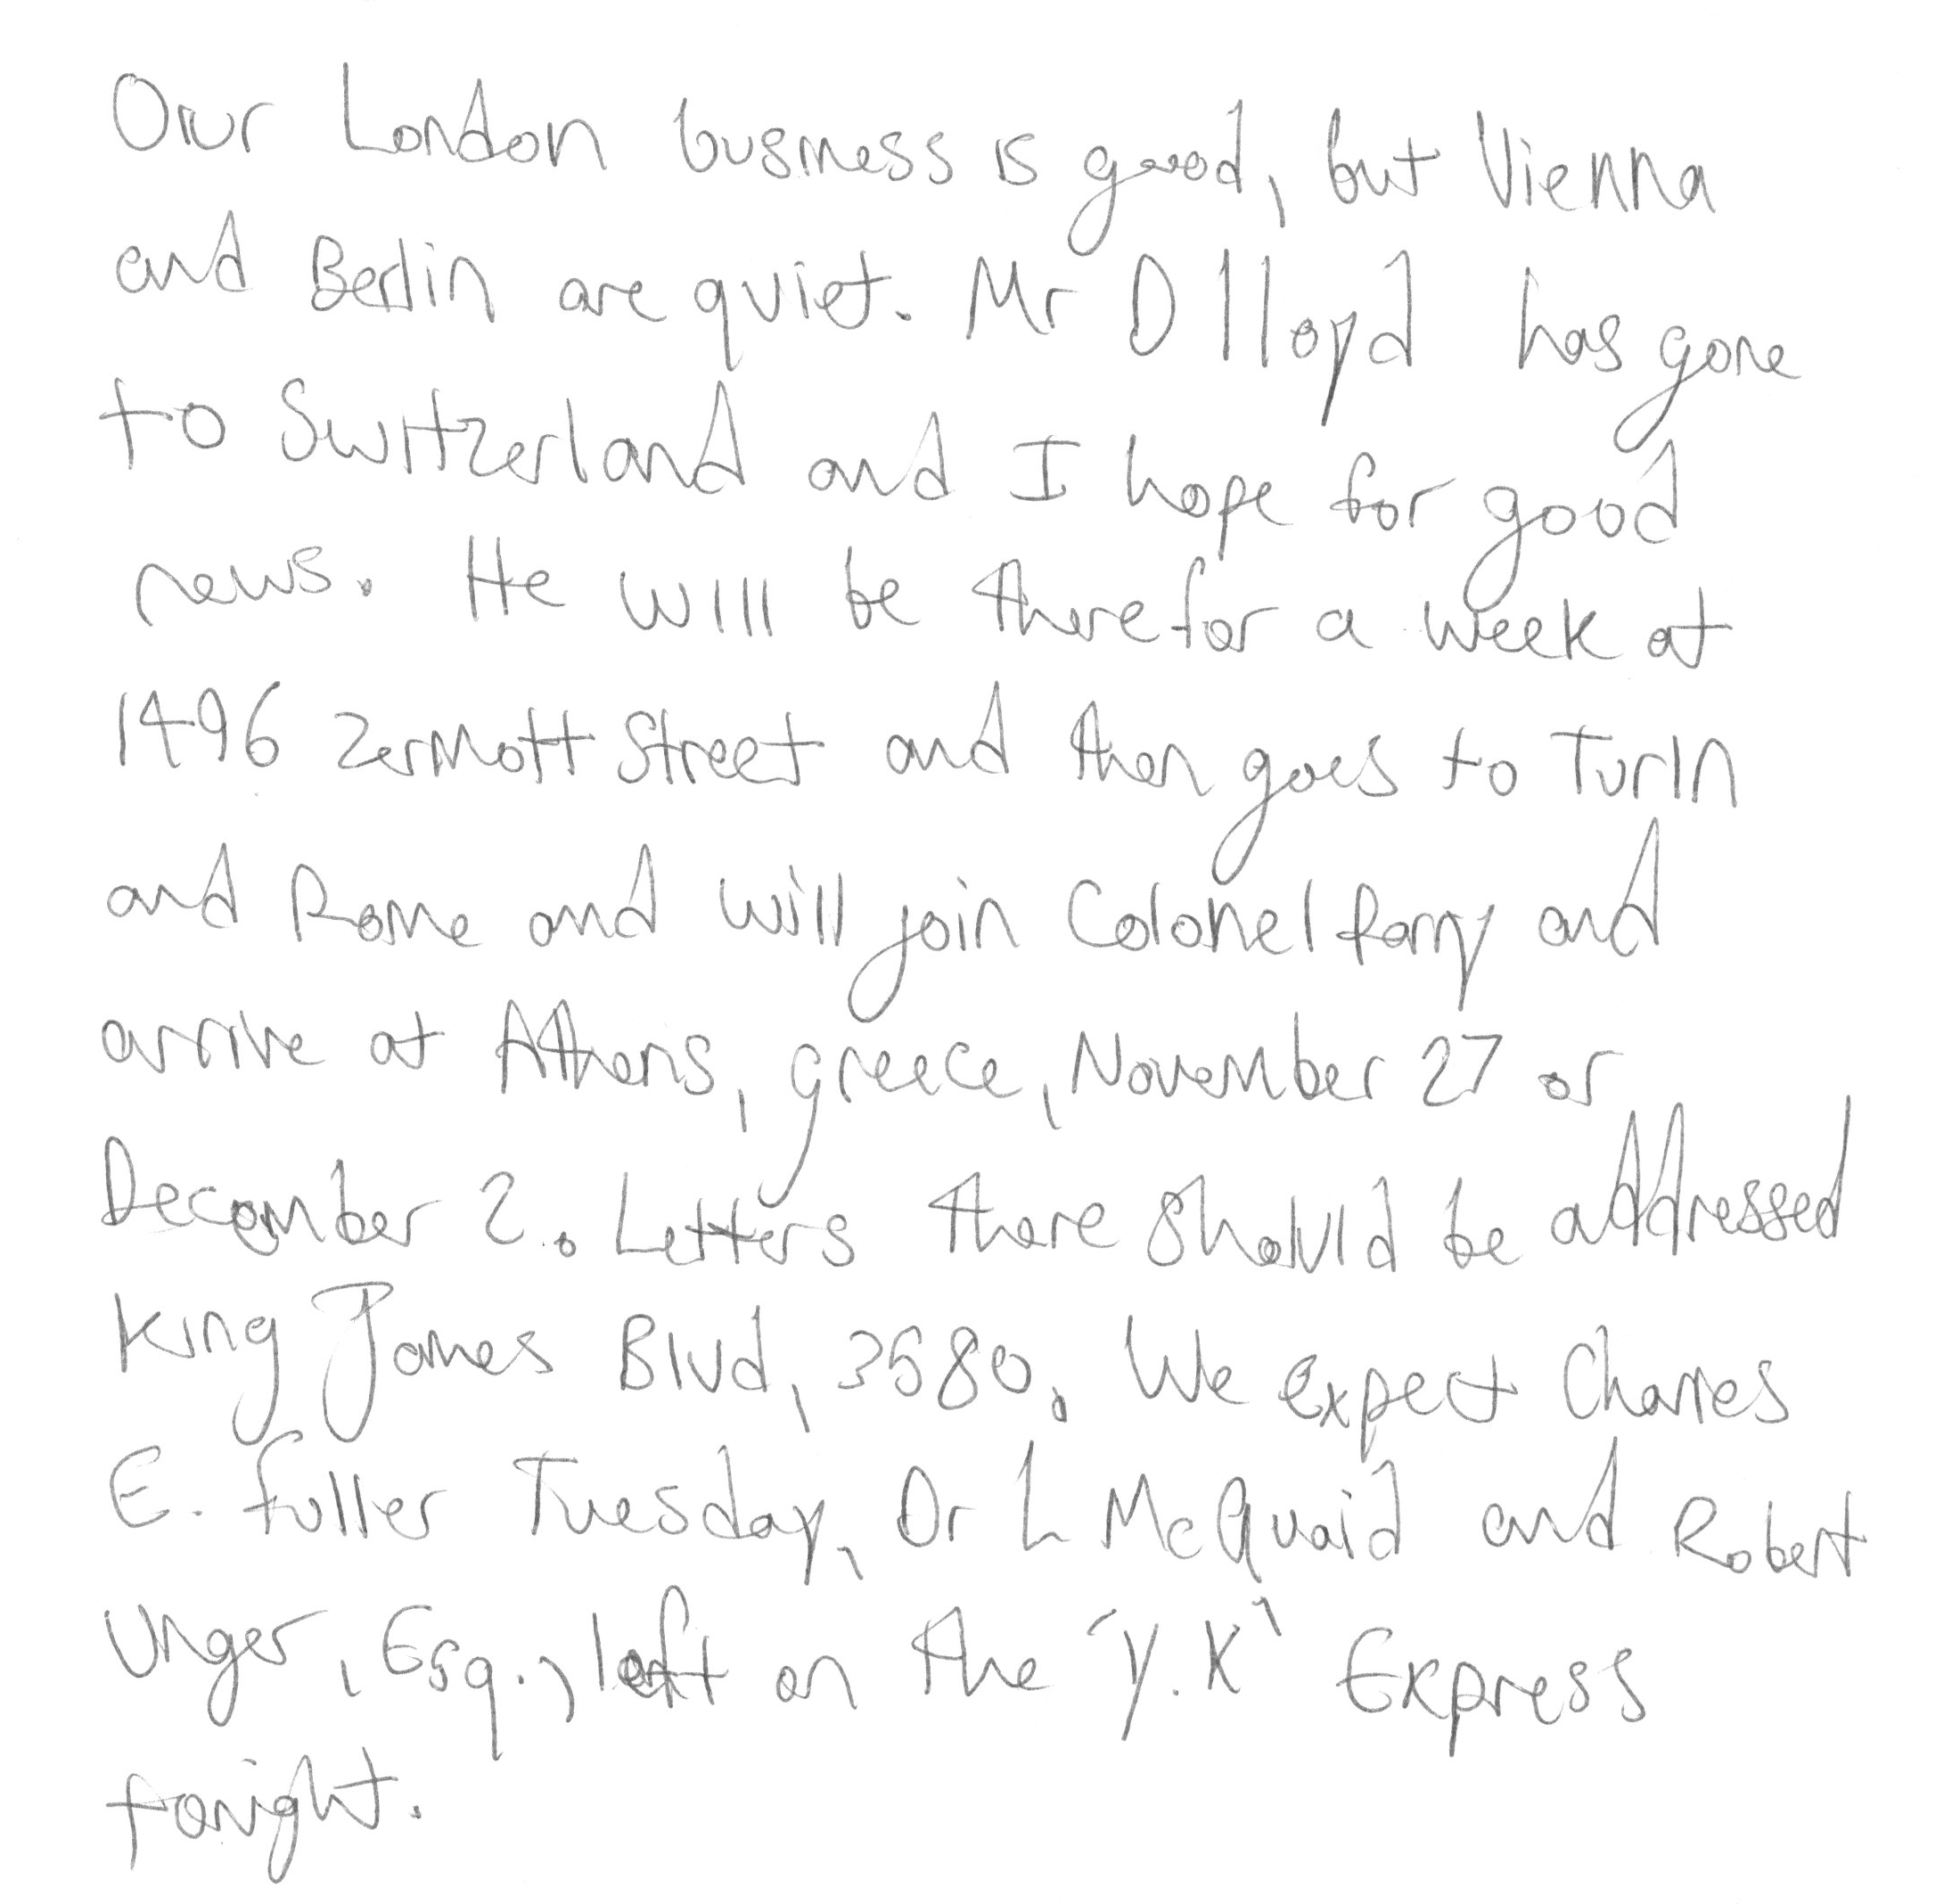 Our London business is good, but Vienna
and Berlin are quiet. Mr D Lloyd has gone
to Switzerland and I hope for good
news. He will be there for a week at
1496 Zermott Street and then goes to Turin
and Rome and will join Colonel Parry and
arrive at Athens, Greece, November 27 or
December 2. Letters there should be addressed
King James Blvd, 3580. We expect Charles
E. Fuller Tuesday, Dr L McQuaid and Robert
Unger, Esq., left on the 'Y.K' Express
tonight.